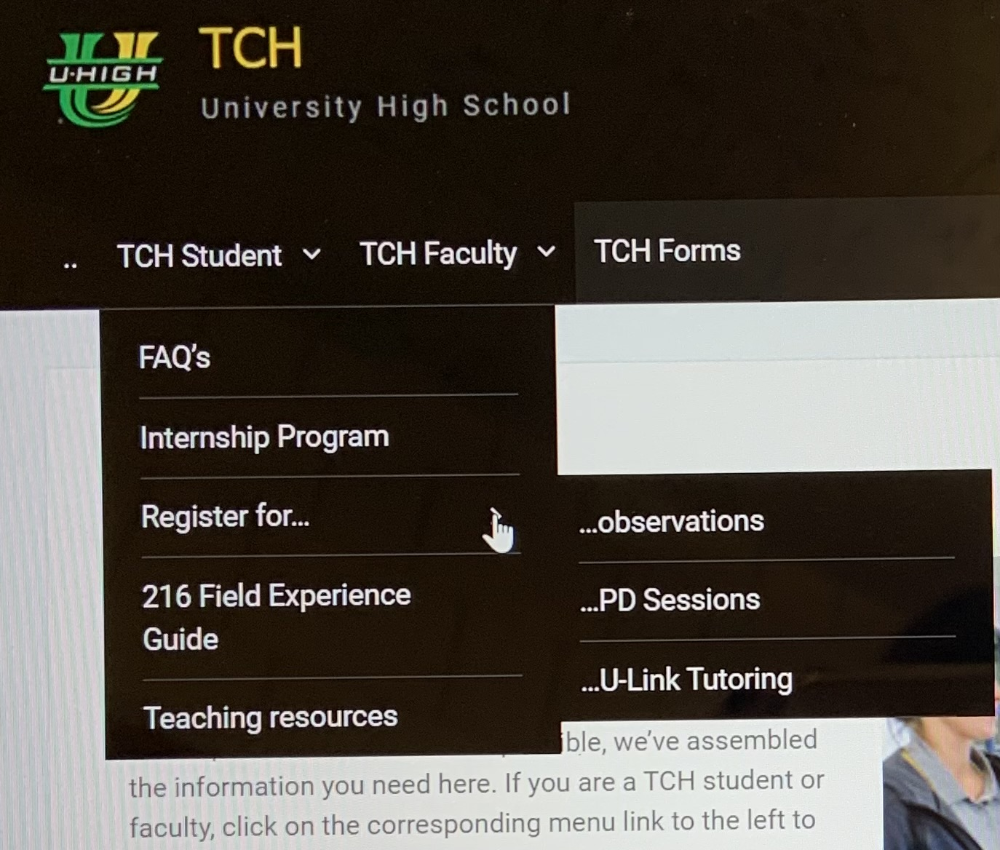 U·HIGH
TCH
University High School
.. TCH Student TCH Faculty TCH Forms
FAQ's
Internship Program
Register for...
216 Field Experience
Guide
Teaching resources
...observations
...PD Sessions
...U-Link Tutoring
we've assembled
the information you need here. If you are a TCH student or
faculty, click on the corresponding menu link to the left to